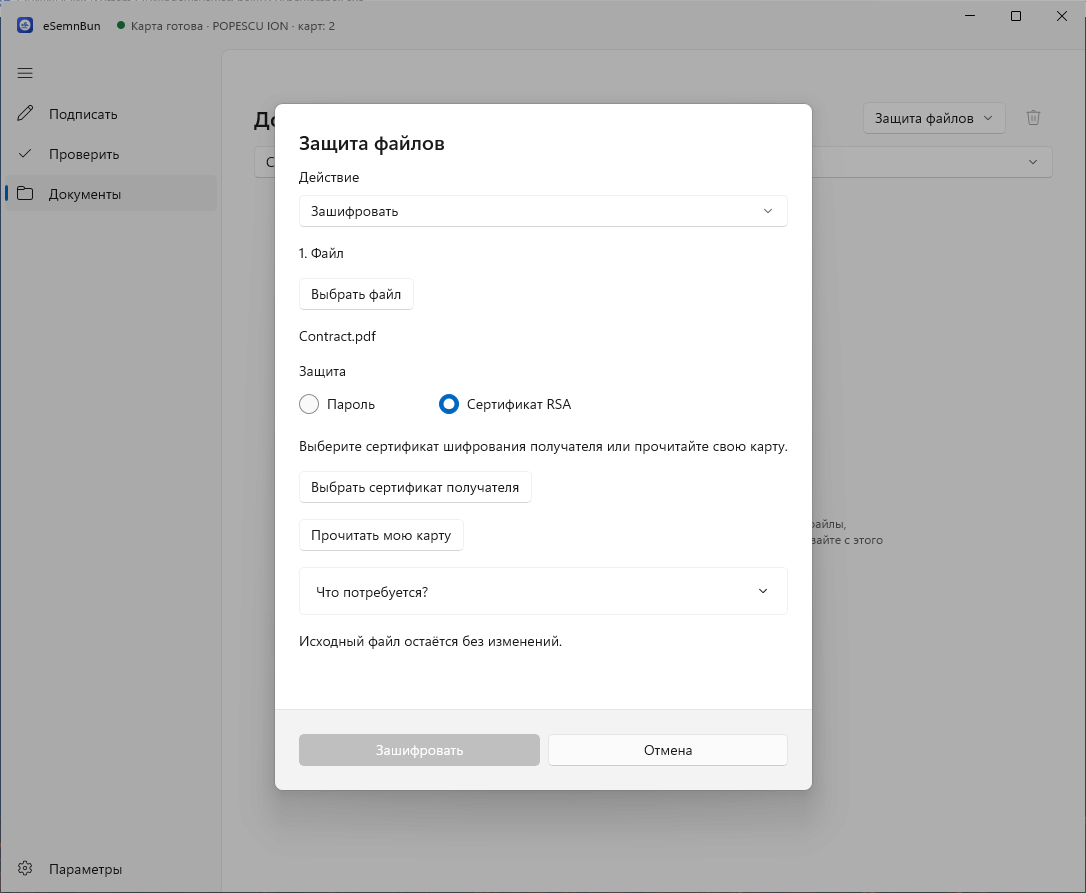 eSemnBun
Карта готова · POPESCU ION · карт: 2
Подписать
Проверить
Документы
Защита файлов
Защита файлов
Действие
Зашифровать
1. Файл
Выбрать файл
Contract.pdf
Защита
Пароль
Сертификат RSA
Выберите сертификат шифрования получателя или прочитайте свою карту.
Выбрать сертификат получателя
Прочитать мою карту
Что потребуется?
Исходный файл остаётся без изменений.
с этого
Зашифровать
Отмена
Параметры